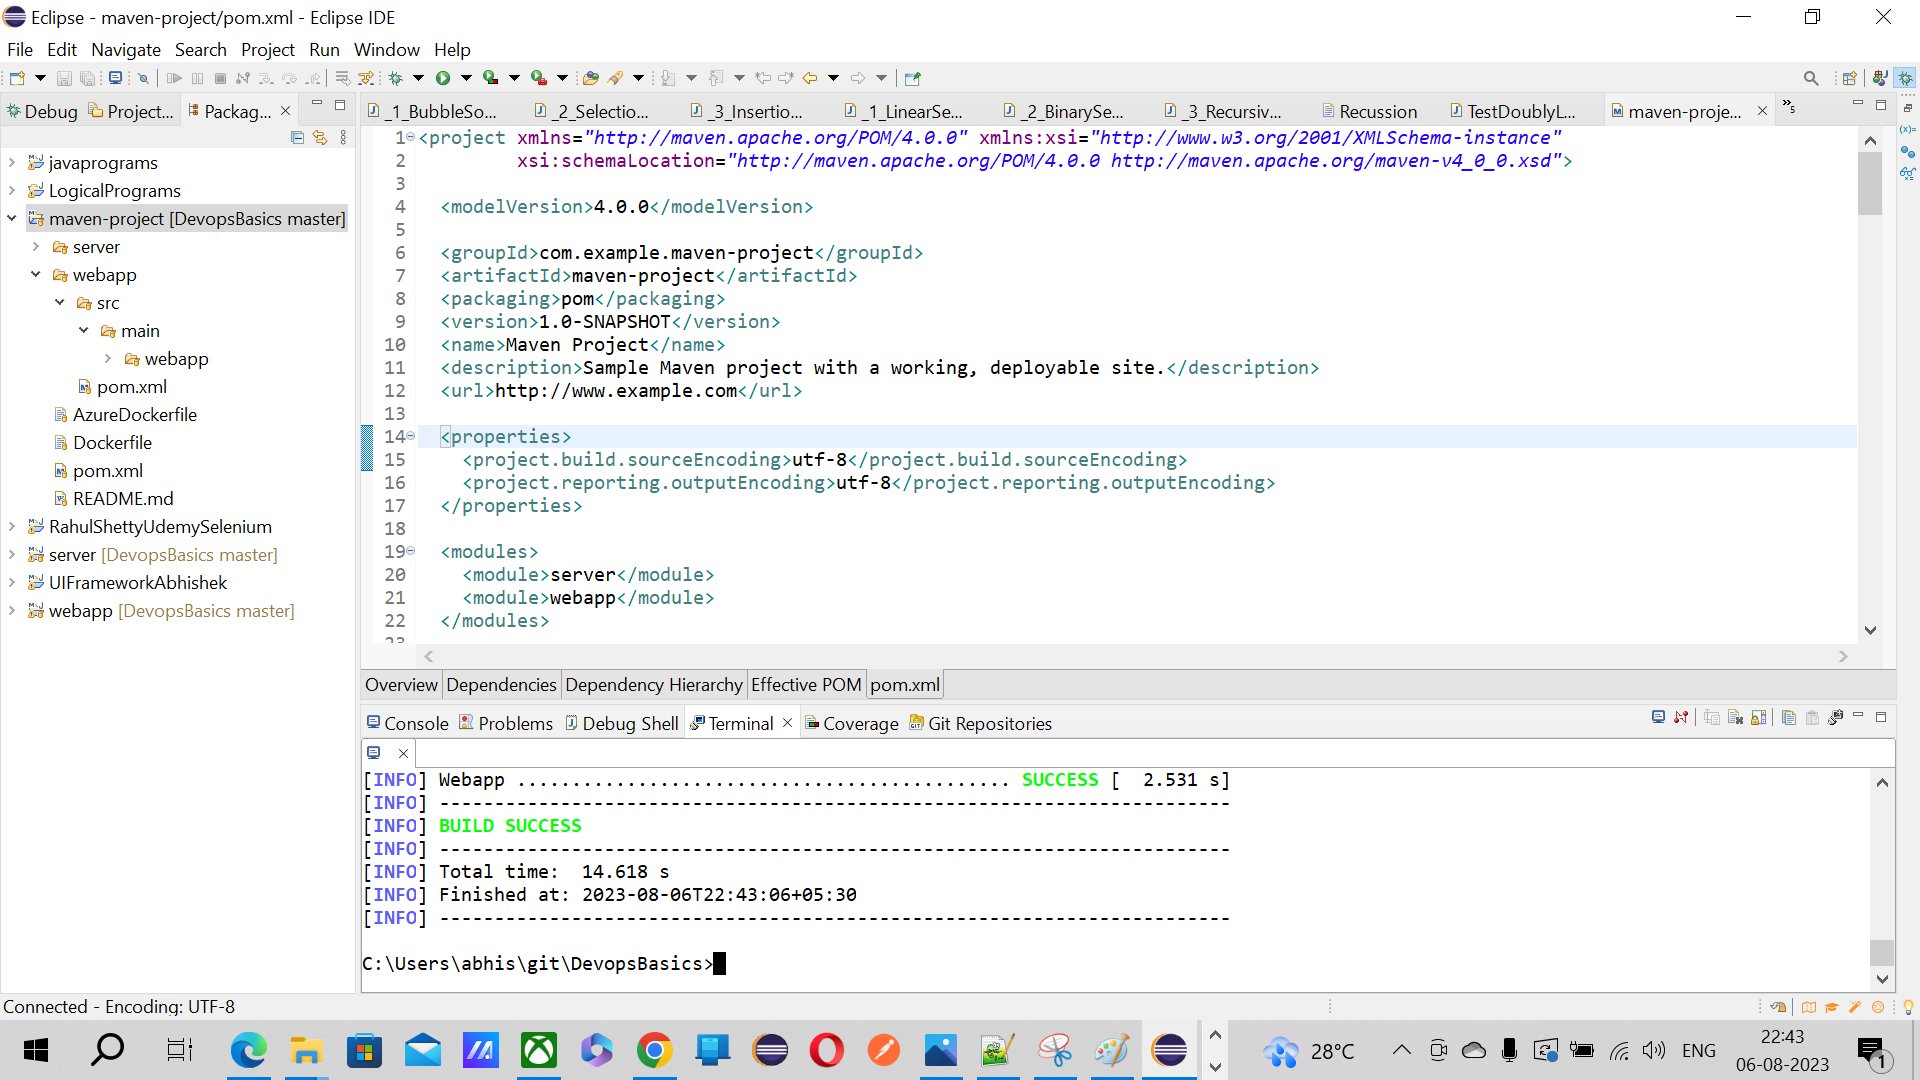 Eclipse - maven-project/pom.xml - Eclipse IDE
File Edit Navigate Search Project Run Window Help
Debug Project... Packag...
_1_BubbleSo... _2_Selectio... _3_Insertio... _1_LinearSe... _2_BinarySe... _3_Recursiv... Recussion TestDoublyL... maven-proje... »5
javaprograms
LogicalPrograms
maven-project [DevopsBasics master]
server
webapp
src
main
webapp
pom.xml
AzureDockerfile
Dockerfile
pom.xml
README.md
RahulShettyUdemySelenium
server [DevopsBasics master]
UIFrameworkAbhishek
webapp [DevopsBasics master]
1 <project xmlns="http://maven.apache.org/POM/4.0.0" xmlns:xsi="http://www.w3.org/2001/XMLSchema-instance"
2 xsi:schemaLocation="http://maven.apache.org/POM/4.0.0 http://maven.apache.org/maven-v4_0_0.xsd">
3
4 <modelVersion>4.0.0</modelVersion>
5
6 <groupId>com.example.maven-project</groupId>
7 <artifactId>maven-project</artifactId>
8 <packaging>pom</packaging>
9 <version>1.0-SNAPSHOT</version>
10 <name>Maven Project</name>
11 <description>Sample Maven project with a working, deployable site.</description>
12 <url>http://www.example.com</url>
13
14 <properties>
15 <project.build.sourceEncoding>utf-8</project.build.sourceEncoding>
16 <project.reporting.outputEncoding>utf-8</project.reporting.outputEncoding>
17 </properties>
18
19 <modules>
20 <module>server</module>
21 <module>webapp</module>
22 </modules>
23
Overview Dependencies Dependency Hierarchy Effective POM pom.xml
Console Problems Debug Shell Terminal Coverage Git Repositories
[INFO] Webapp ............................................. SUCCESS [  2.531 s]
[INFO] ------------------------------------------------------------------------
[INFO] BUILD SUCCESS
[INFO] ------------------------------------------------------------------------
[INFO] Total time:  14.618 s
[INFO] Finished at: 2023-08-06T22:43:06+05:30
[INFO] ------------------------------------------------------------------------
C:\Users\abhis\git\DevopsBasics>
Connected - Encoding: UTF-8
28°C ENG 22:43
06-08-2023
1